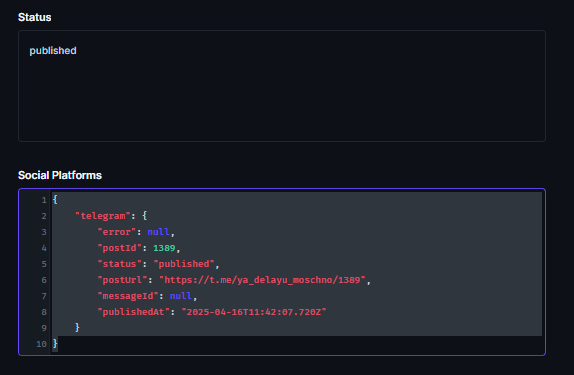 Status
published
Social Platforms
1 {
2 "telegram": {
3 "error": null,
4 "postId": 1389,
5 "status": "published",
6 "postUrl": "https://t.me/ya_delayu_moschno/1389",
7 "messageId": null,
8 "publishedAt": "2025-04-16T11:42:07.720Z"
9 }
10 }